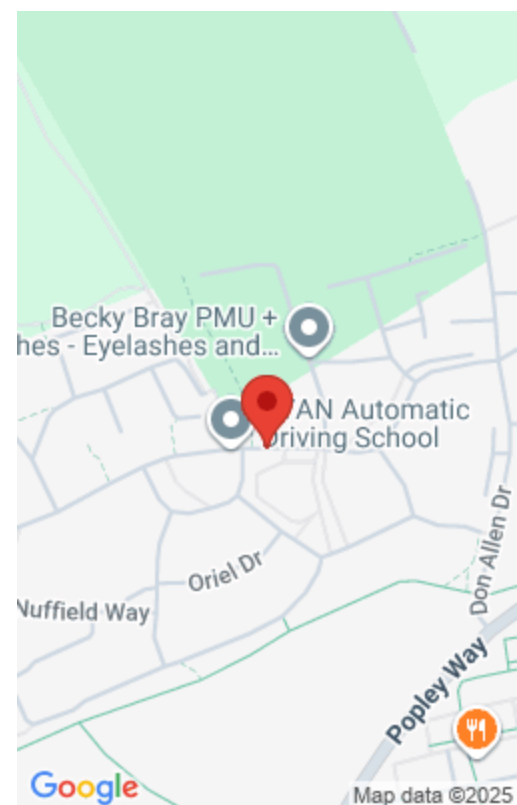 Becky Bray PMU +
hes - Eyelashes and...
AN Automatic
Driving School
Oriel Dr
Nuffield Way
Don Allen Dr
Popley Way
Google
Map data ©2025